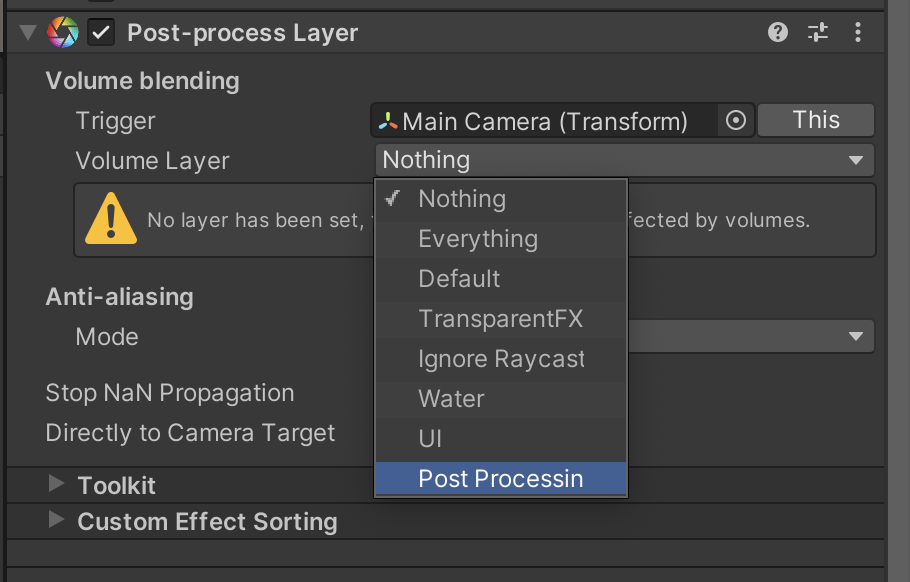 Post-process Layer
Volume blending
Trigger Main Camera (Transform) This
Volume Layer Nothing
Nothing
No layer has been set, fected by volumes.
Everything
Default
Anti-aliasing
TransparentFX
Mode
Ignore Raycast
Stop NaN Propagation
Water
Directly to Camera Target
UI
Post Processin
Toolkit
Custom Effect Sorting